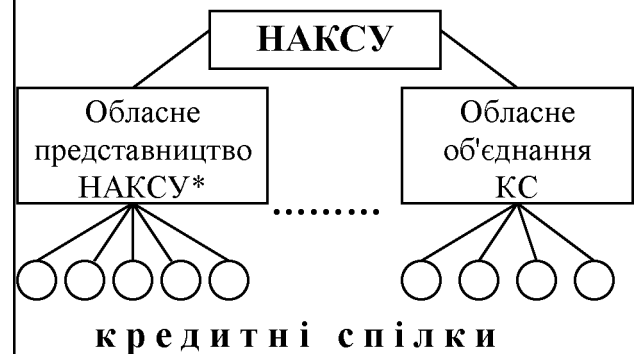 НАКСУ
Обласне
представництво
НАКСУ*
.........
Обласне
об'єднання
КС
кредитні спілки